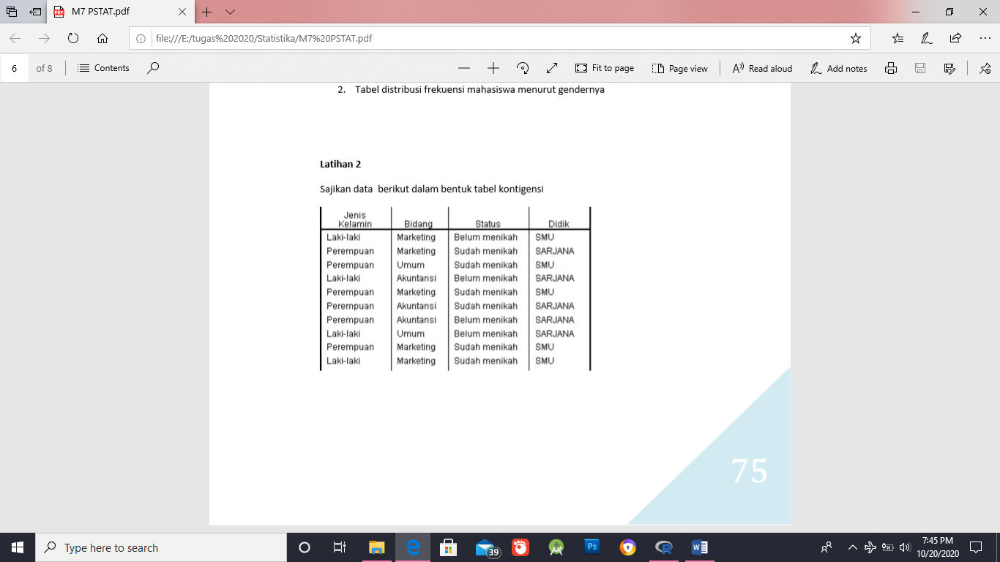 M7 PSTAT.pdf
file:///E:/tugas%202020/Statistika/M7%20PSTAT.pdf
6 of 8 Contents Fit to page Page view Read aloud Add notes
2. Tabel distribusi frekuensi mahasiswa menurut gendernya
Latihan 2
Sajikan data berikut dalam bentuk tabel kontigensi
Jenis
Kelamin Bidang Status Didik
Laki-laki Marketing Belum menikah SMU
Perempuan Marketing Sudah menikah SARJANA
Perempuan Umum Sudah menikah SMU
Laki-laki Akuntansi Belum menikah SARJANA
Perempuan Marketing Sudah menikah SMU
Perempuan Akuntansi Sudah menikah SARJANA
Perempuan Akuntansi Belum menikah SARJANA
Laki-laki Umum Belum menikah SARJANA
Perempuan Marketing Sudah menikah SMU
Laki-laki Marketing Sudah menikah SMU
75
Type here to search
39
Ps
7:45 PM
10/20/2020